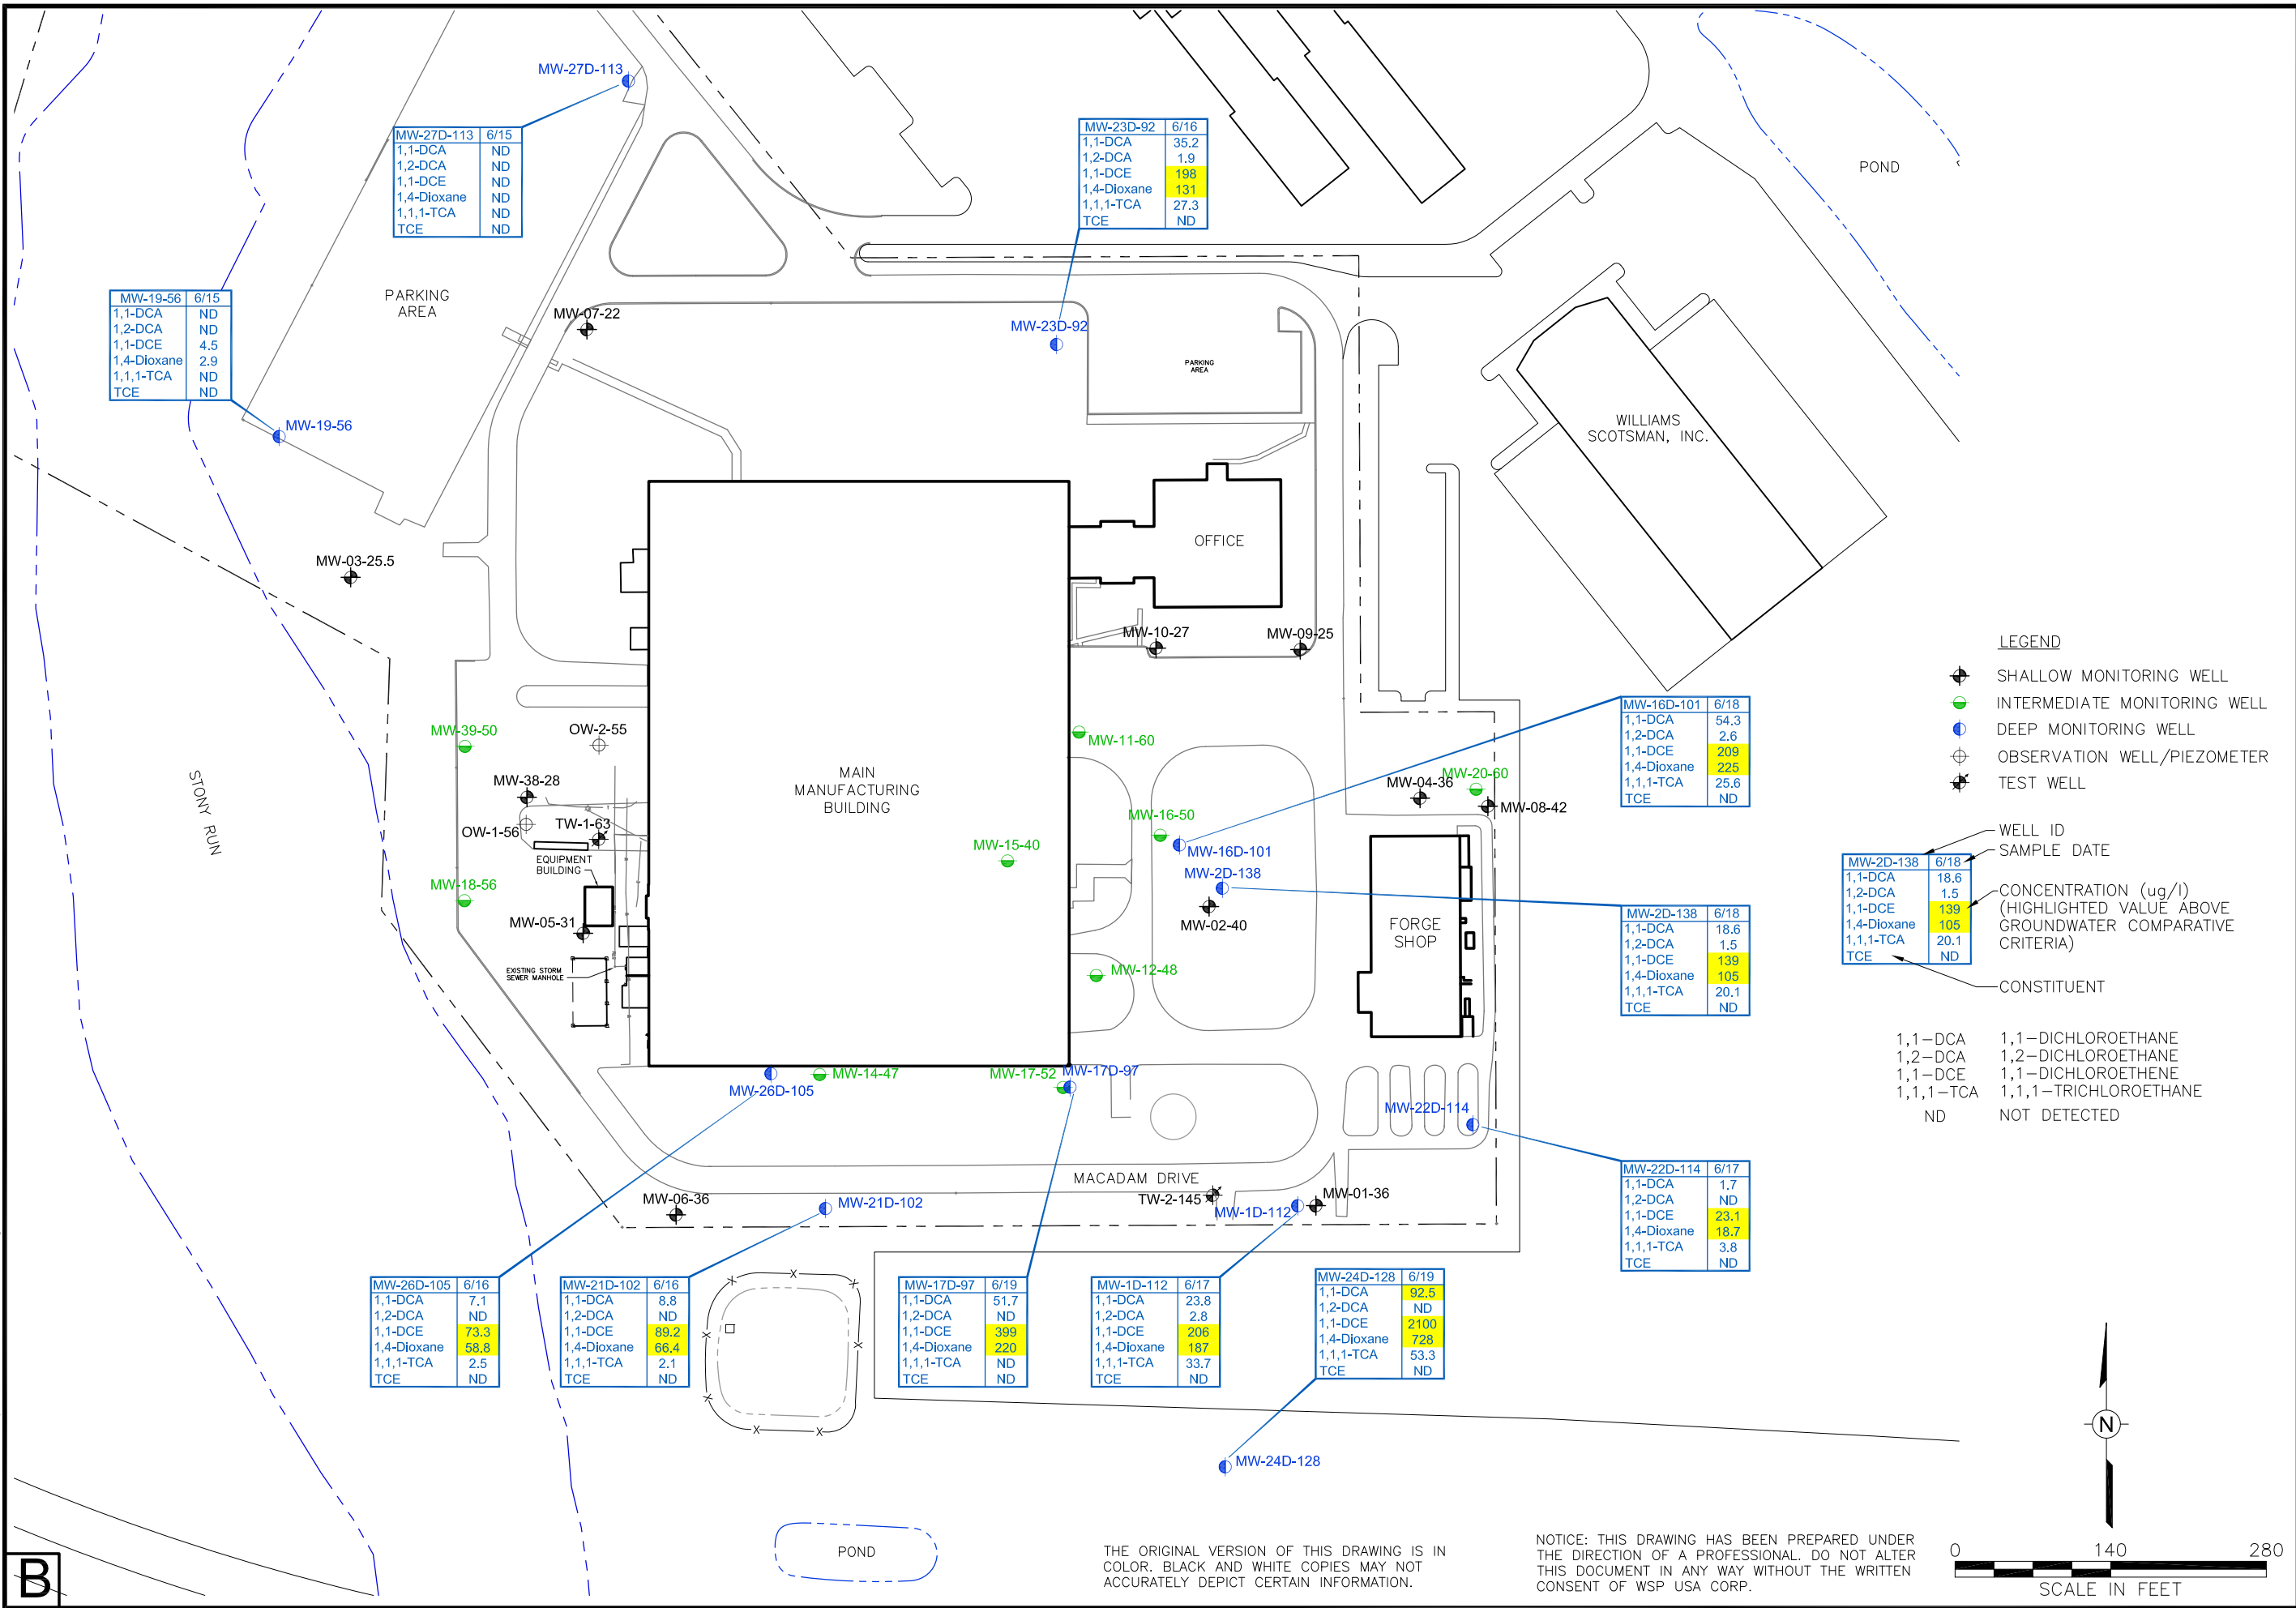 MW-27D-113
MW-27D-113 6/15
1,1-DCA ND
1,2-DCA ND
1,1-DCE ND
1,4-Dioxane ND
1,1,1-TCA ND
TCE ND
MW-23D-92 6/16
1,1-DCA 35.2
1,2-DCA 1.9
1,1-DCE 198
1,4-Dioxane 131
1,1,1-TCA 27.3
TCE ND
POND
MW-19-56 6/15
1,1-DCA ND
1,2-DCA ND
1,1-DCE 4.5
1,4-Dioxane 2.9
1,1,1-TCA ND
TCE ND
PARKING
AREA
MW-07-22
MW-23D-92
PARKING
AREA
MW-19-56
WILLIAMS
SCOTSMAN, INC.
MW-03-25.5
OFFICE
MW-10-27
MW-09-25
LEGEND
SHALLOW MONITORING WELL
INTERMEDIATE MONITORING WELL
DEEP MONITORING WELL
OBSERVATION WELL/PIEZOMETER
TEST WELL
MW-16D-101 6/18
1,1-DCA 54.3
1,2-DCA 2.6
1,1-DCE 209
1,4-Dioxane 225
1,1,1-TCA 25.6
TCE ND
MW-39-50
OW-2-55
MW-11-60
STONY RUN
MAIN
MANUFACTURING
BUILDING
MW-38-28
OW-1-56
TW-1-63
EQUIPMENT
BUILDING
MW-04-36
MW-20-60
MW-08-42
MW-16-50
MW-15-40
MW-16D-101
MW-2D-138
MW-02-40
MW-18-56
MW-05-31
EXISTING STORM
SEWER MANHOLE
FORGE
SHOP
MW-12-48
WELL ID
SAMPLE DATE
MW-2D-138 6/18
1,1-DCA 18.6
1,2-DCA 1.5
1,1-DCE 139
1,4-Dioxane 105
1,1,1-TCA 20.1
TCE ND
CONCENTRATION (ug/l)
(HIGHLIGHTED VALUE ABOVE
GROUNDWATER COMPARATIVE
CRITERIA)
CONSTITUENT
MW-2D-138 6/18
1,1-DCA 18.6
1,2-DCA 1.5
1,1-DCE 139
1,4-Dioxane 105
1,1,1-TCA 20.1
TCE ND
1,1-DCA 1,1-DICHLOROETHANE
1,2-DCA 1,2-DICHLOROETHANE
1,1-DCE 1,1-DICHLOROETHENE
1,1,1-TCA 1,1,1-TRICHLOROETHANE
ND NOT DETECTED
MW-26D-105
MW-14-47
MW-17-52
MW-17D-97
MW-22D-114
MACADAM DRIVE
MW-06-36
MW-21D-102
TW-2-145
MW-1D-112
MW-01-36
MW-22D-114 6/17
1,1-DCA 1.7
1,2-DCA ND
1,1-DCE 23.1
1,4-Dioxane 18.7
1,1,1-TCA 3.8
TCE ND
MW-26D-105 6/16
1,1-DCA 7.1
1,2-DCA ND
1,1-DCE 73.3
1,4-Dioxane 58.8
1,1,1-TCA 2.5
TCE ND
MW-21D-102 6/16
1,1-DCA 8.8
1,2-DCA ND
1,1-DCE 89.2
1,4-Dioxane 66.4
1,1,1-TCA 2.1
TCE ND
MW-17D-97 6/19
1,1-DCA 51.7
1,2-DCA ND
1,1-DCE 399
1,4-Dioxane 220
1,1,1-TCA ND
TCE ND
MW-1D-112 6/17
1,1-DCA 23.8
1,2-DCA 2.8
1,1-DCE 206
1,4-Dioxane 187
1,1,1-TCA 33.7
TCE ND
MW-24D-128 6/19
1,1-DCA 92.5
1,2-DCA ND
1,1-DCE 2100
1,4-Dioxane 728
1,1,1-TCA 53.3
TCE ND
MW-24D-128
N
POND
THE ORIGINAL VERSION OF THIS DRAWING IS IN
COLOR. BLACK AND WHITE COPIES MAY NOT
ACCURATELY DEPICT CERTAIN INFORMATION.
NOTICE: THIS DRAWING HAS BEEN PREPARED UNDER
THE DIRECTION OF A PROFESSIONAL. DO NOT ALTER
THIS DOCUMENT IN ANY WAY WITHOUT THE WRITTEN
CONSENT OF WSP USA CORP.
0 140 280
SCALE IN FEET
B